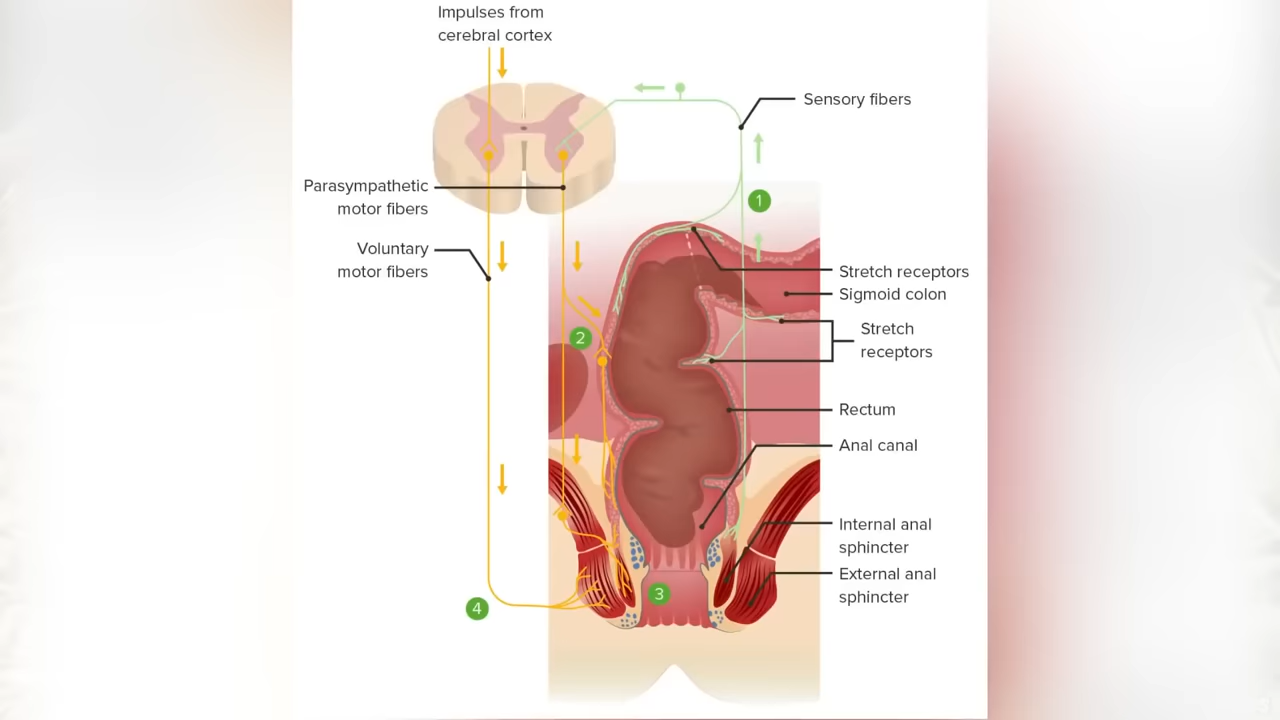 Impulses from
cerebral cortex
Sensory fibers
1
Parasympathetic
motor fibers
Voluntary
motor fibers
Stretch receptors
Sigmoid colon
2
Stretch
receptors
Rectum
Anal canal
Internal anal
sphincter
External anal
sphincter
3
4